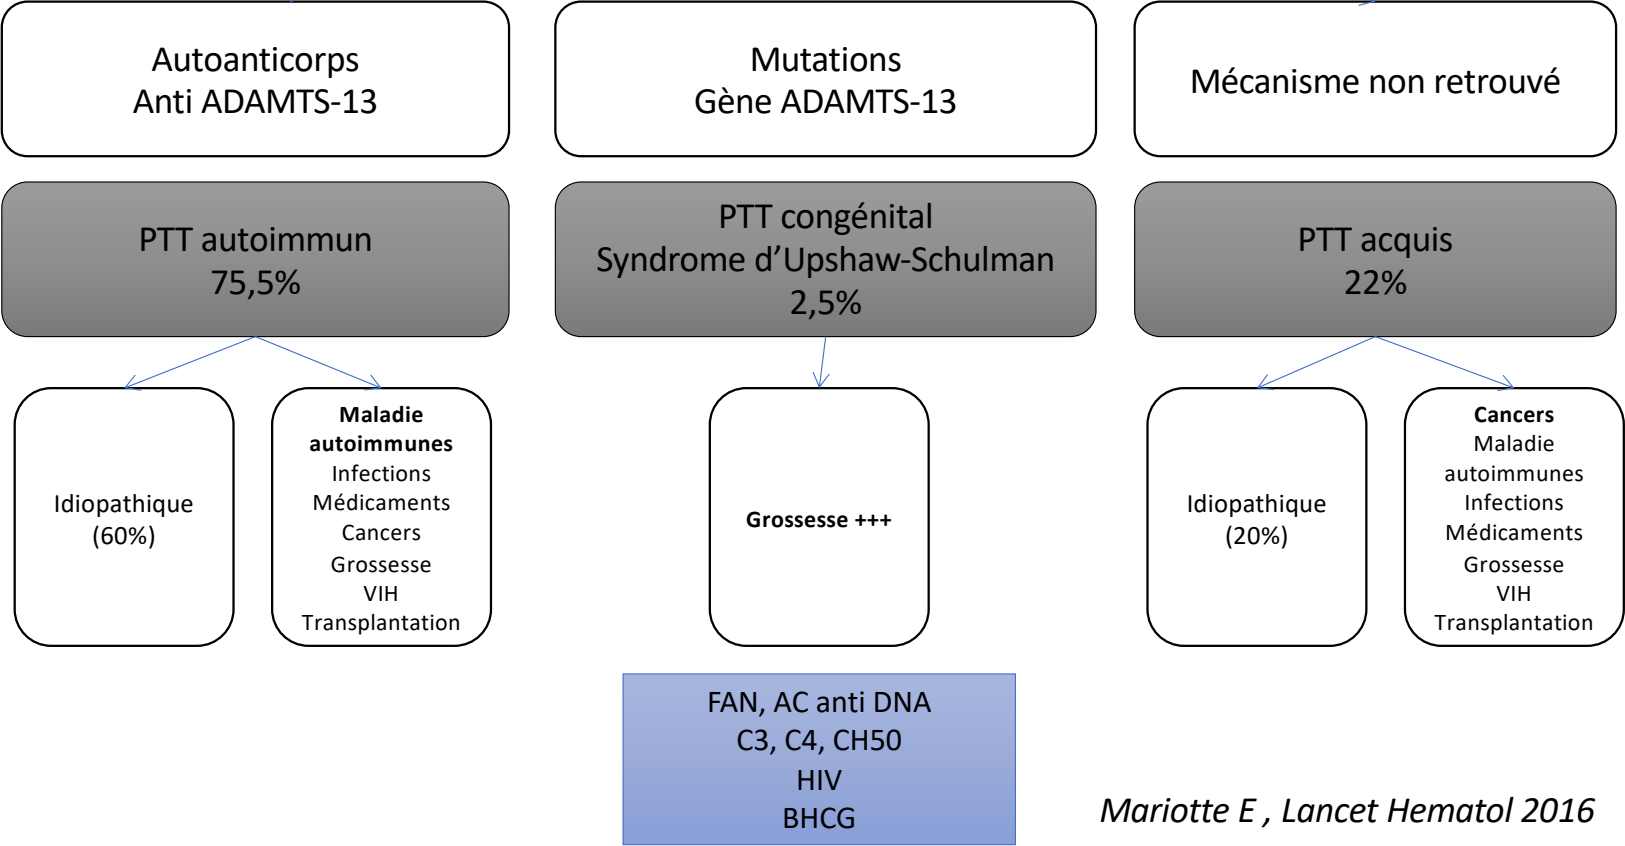 Autoanticorps
Anti ADAMTS-13
Mutations
Gène ADAMTS-13
Mécanisme non retrouvé
PTT autoimmun
75,5%
PTT congénital
Syndrome d’Upshaw-Schulman
2,5%
PTT acquis
22%
Idiopathique
(60%)
Maladie
autoimmunes
Infections
Médicaments
Cancers
Grossesse
VIH
Transplantation
Grossesse +++
Idiopathique
(20%)
Cancers
Maladie
autoimmunes
Infections
Médicaments
Grossesse
VIH
Transplantation
FAN, AC anti DNA
C3, C4, CH50
HIV
BHCG
Mariotte E , Lancet Hematol 2016